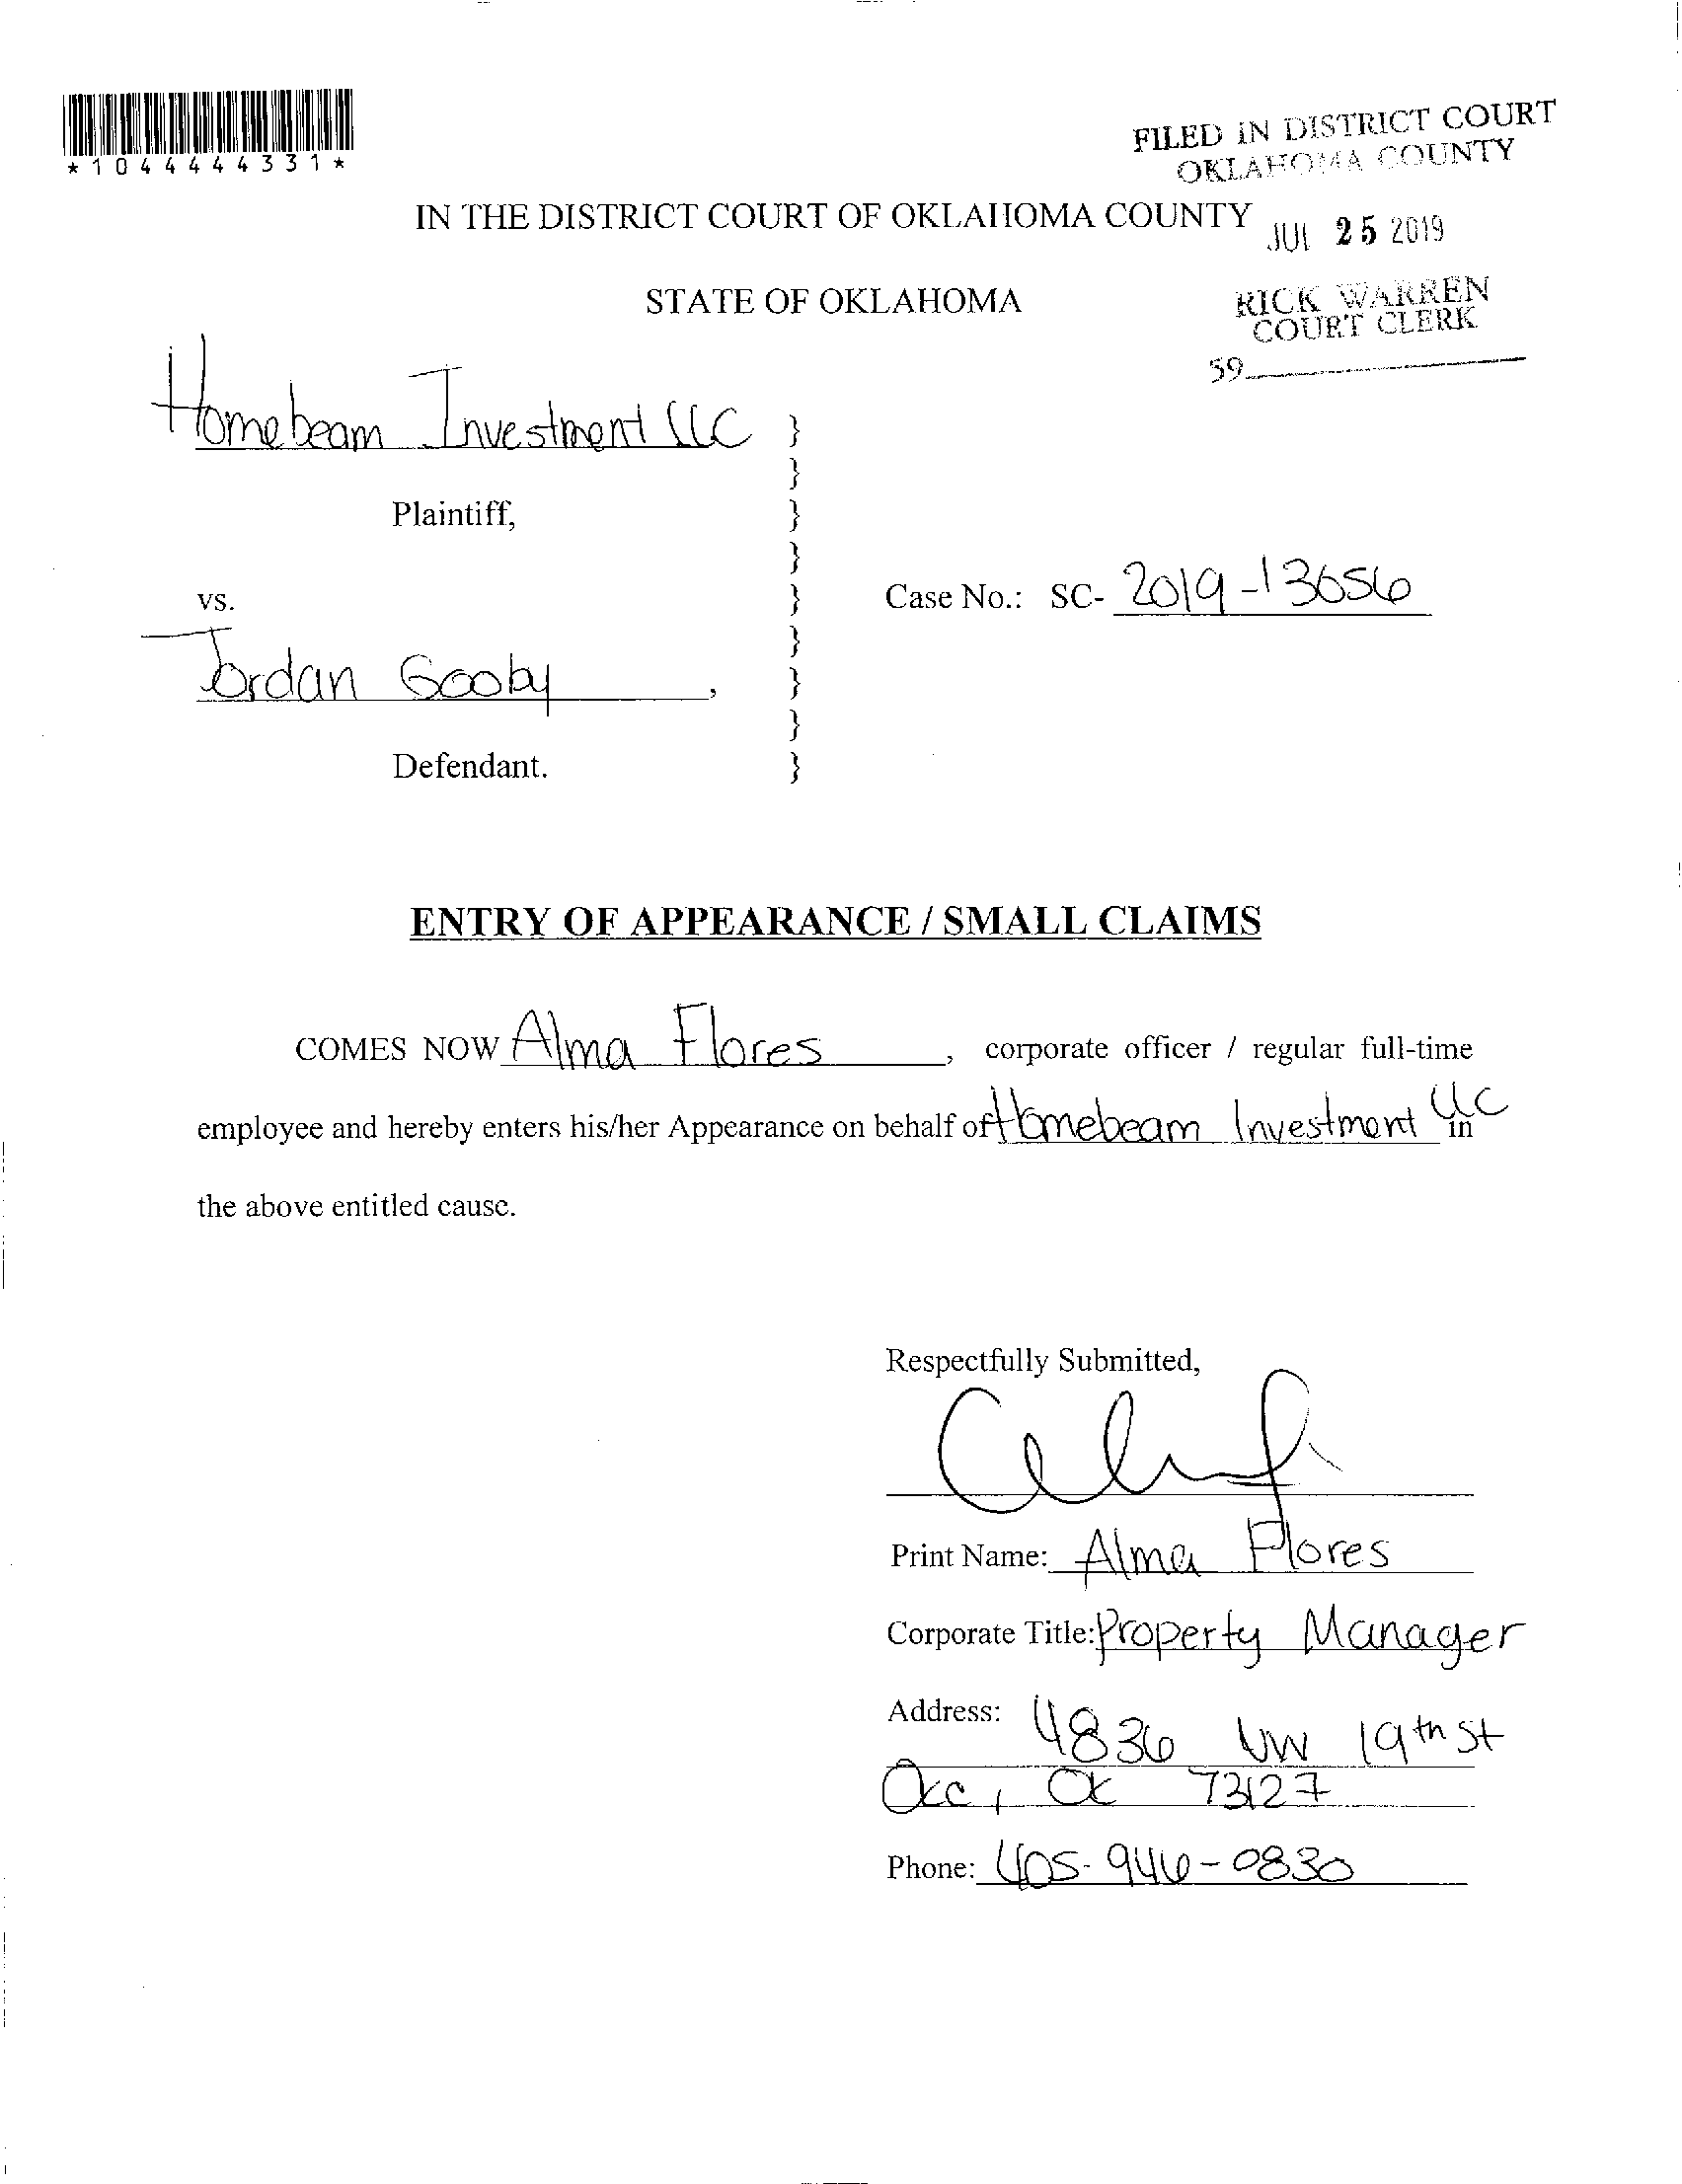 *1044444331*
FILED IN DISTRICT COURT
OKLAHOMA COUNTY
IN THE DISTRICT COURT OF OKLAHOMA COUNTY
JUL 25 2019
STATE OF OKLAHOMA
RICK WARREN
COURT CLERK
59
Homebeam Investment LLC }
}
Plaintiff, }
}
vs. }
Case No.: SC- 2019-13656
}
Jordan Gooby, }
}
Defendant. }
ENTRY OF APPEARANCE / SMALL CLAIMS
COMES NOW Alma Flores, corporate officer / regular full-time
employee and hereby enters his/her Appearance on behalf of Homebeam Investment LLC in
the above entitled cause.
Respectfully Submitted,
Print Name: Alma Flores
Corporate Title: Property Manager
Address: 4836 NW 19th St
OKC, OK 73127
Phone: 405-946-0830